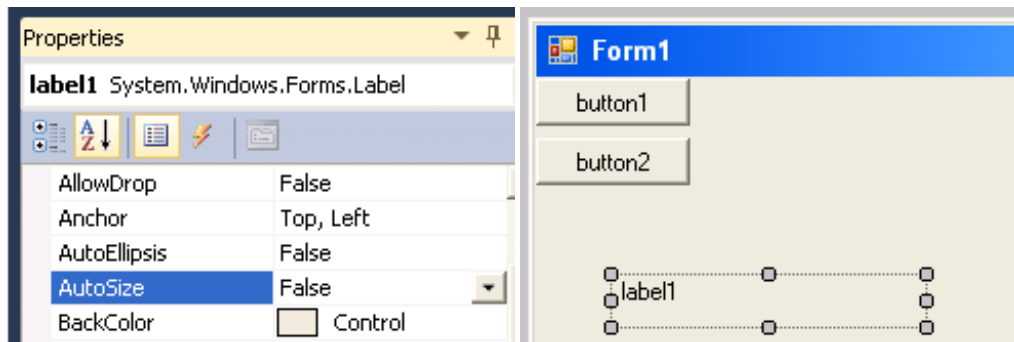 Properties
label1 System.Windows.Forms.Label
AllowDrop False
Anchor Top, Left
AutoEllipsis False
AutoSize False
BackColor Control
Form1
button1
button2
label1